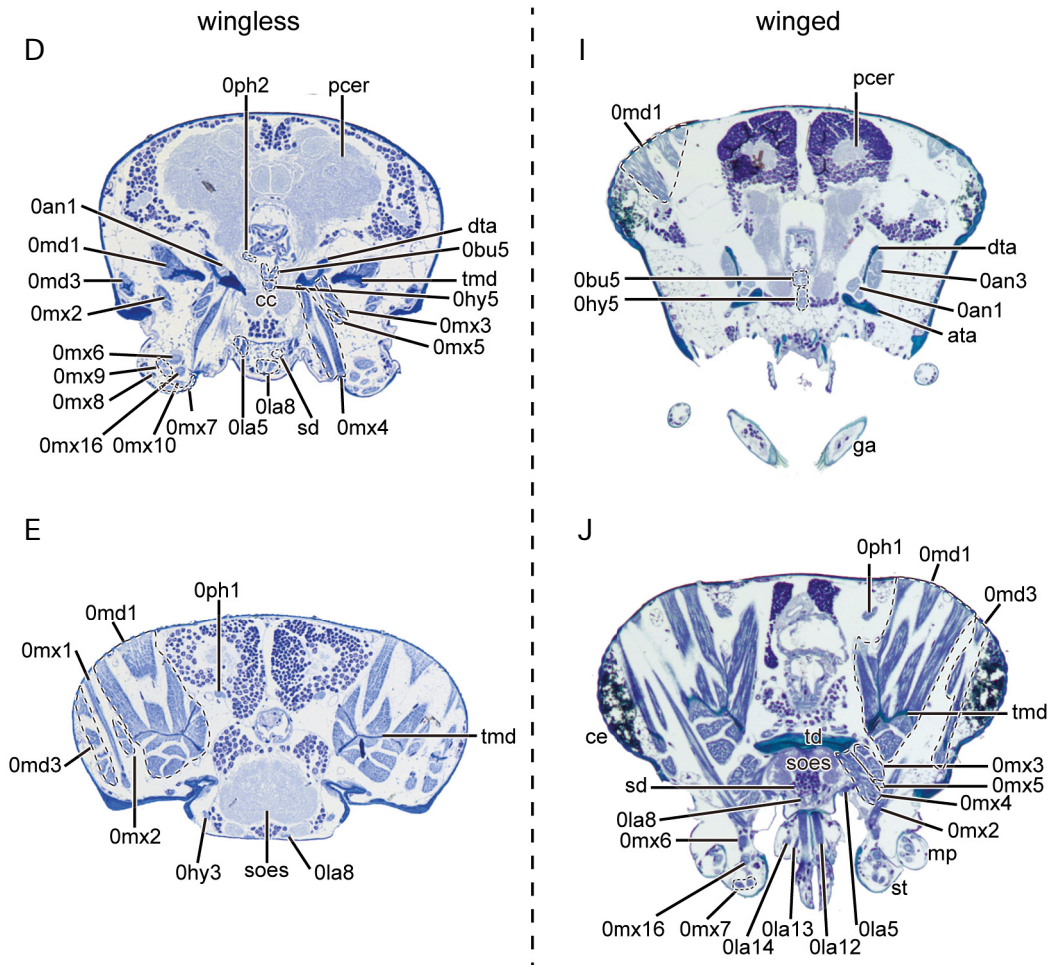 wingless
winged
D
0ph2
pcer
0an1
0md1
0md3
0mx2
0mx6
0mx9
0mx8
0mx16
0mx10
0mx7
0la5
0la8
sd
0mx4
dta
0bu5
tmd
0hy5
0mx3
0mx5
cc
I
0md1
pcer
0bu5
0hy5
dta
0an3
0an1
ata
ga
E
0ph1
0md1
0mx1
0md3
0mx2
0hy3
soes
0la8
tmd
J
0ph1
0md1
0md3
ce
td
soes
tmd
sd
0la8
0mx6
0mx3
0mx5
0mx4
0mx2
mp
st
0mx16
0mx7
0la14
0la13
0la12
0la5